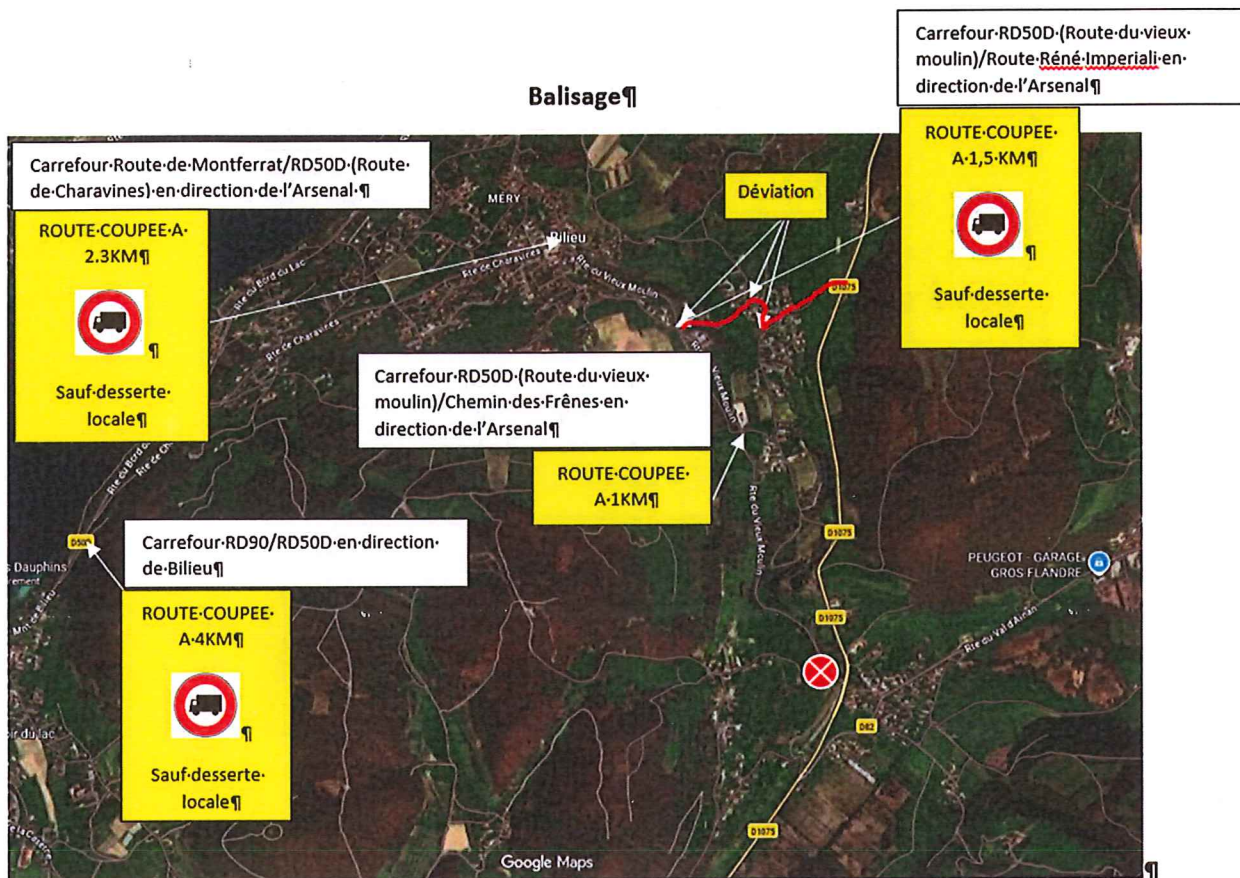 Balisage¶
Carrefour·RD50D·(Route·du·vieux·
moulin)/Route·Réné·Imperiali·en·
direction·de·l'Arsenal¶
ROUTE·COUPEE·
A·1,5·KM¶
¶
Sauf·desserte·
locale¶
Carrefour·Route·de·Montferrat/RD50D·(Route·
de·Charavines)·en·direction·de·l'Arsenal·¶
ROUTE·COUPEE·A·
2.3KM¶
¶
Sauf·desserte·
locale¶
Déviation
MÉRY
Bilieu
Rte du Bord du Lac
Rte de Charavines
Rte du Vieux Moulin
D1075
Rte de Charavines
Vieux Moulin
Carrefour·RD50D·(Route·du·vieux·
moulin)/Chemin·des·Frênes·en·
direction·de·l'Arsenal¶
ROUTE·COUPEE·
A·1KM¶
Rte du Vieux Moulin
D1075
PEUGEOT - GARAGE
GROS FLANDRE
Carrefour·RD90/RD50D·en·direction·
de·Bilieu¶
ROUTE·COUPEE·
A·4KM¶
¶
Sauf·desserte·
locale¶
Dauphins
D1075
Rte du Val d'Ainan
D82
D1075
Google Maps
¶